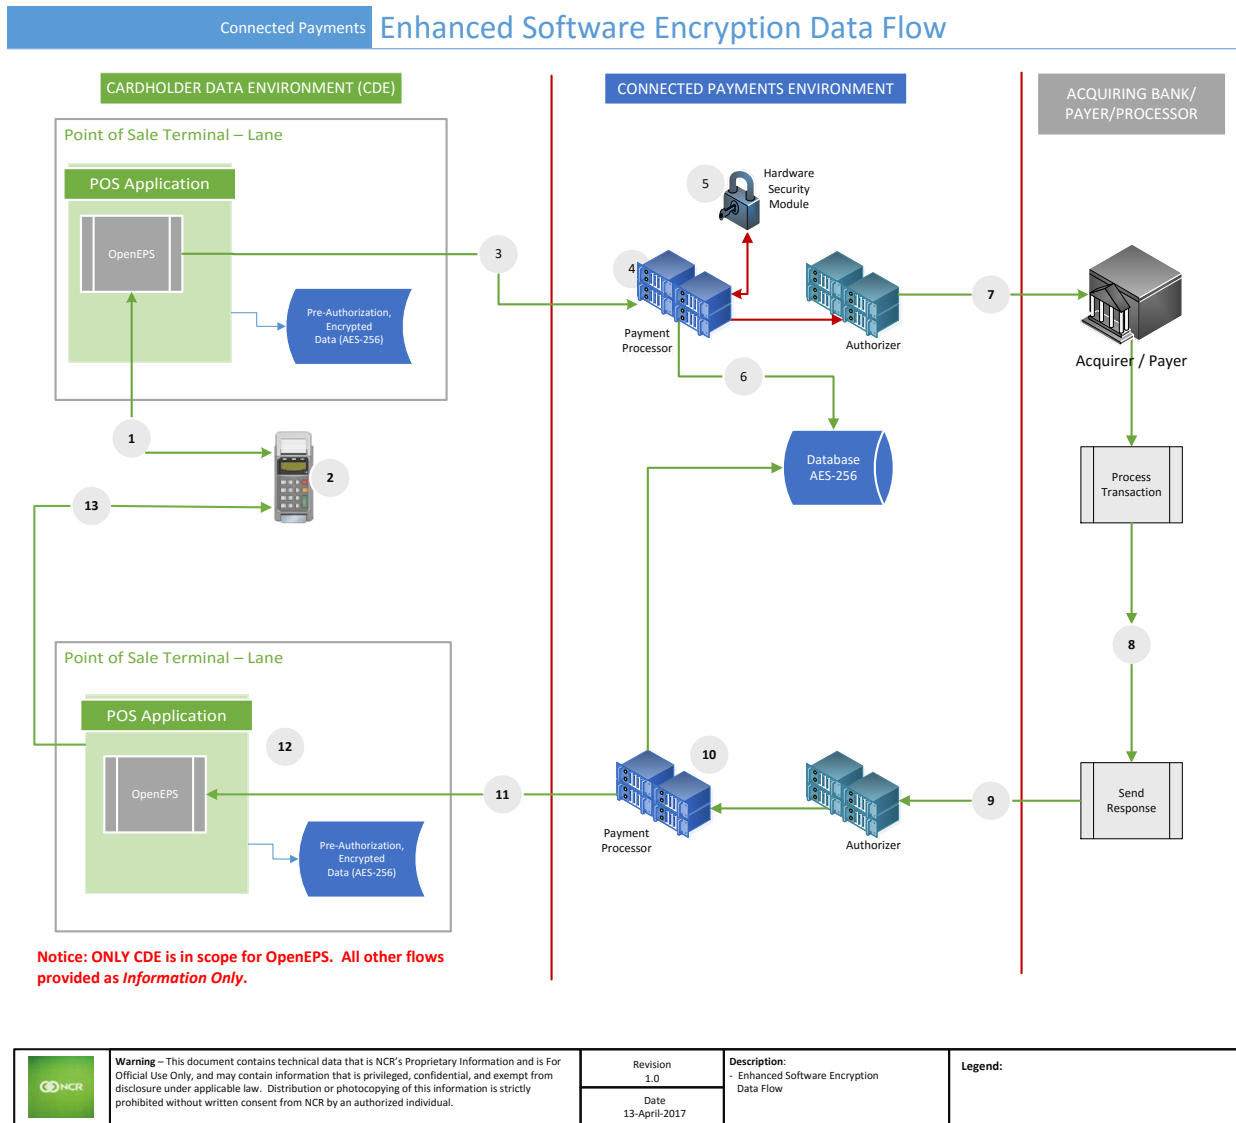 Connected Payments
Enhanced Software Encryption Data Flow
CARDHOLDER DATA ENVIRONMENT (CDE)
CONNECTED PAYMENTS ENVIRONMENT
ACQUIRING BANK/
PAYER/PROCESSOR
Point of Sale Terminal – Lane
POS Application
OpenEPS
Pre-Authorization,
Encrypted
Data (AES-256)
1
2
3
4
5
Hardware
Security
Module
Payment
Processor
Authorizer
6
7
Acquirer / Payer
Database
AES-256
Process
Transaction
13
8
Point of Sale Terminal – Lane
POS Application
12
OpenEPS
Pre-Authorization,
Encrypted
Data (AES-256)
11
10
Payment
Processor
Authorizer
9
Send
Response
Notice: ONLY CDE is in scope for OpenEPS.  All other flows
provided as Information Only.
NCR
Warning – This document contains technical data that is NCR's Proprietary Information and is For
Official Use Only, and may contain information that is privileged, confidential, and exempt from
disclosure under applicable law.  Distribution or photocopying of this information is strictly
prohibited without written consent from NCR by an authorized individual.
Revision
1.0
Date
13-April-2017
Description:
- Enhanced Software Encryption
Data Flow
Legend: